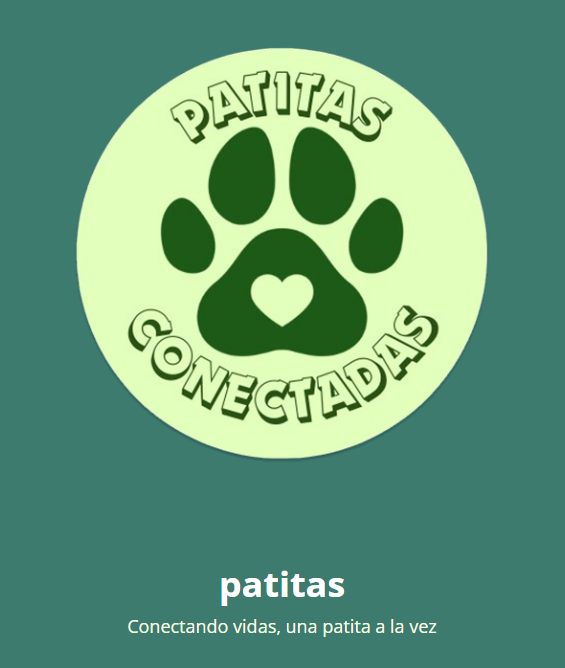 PATITAS
CONECTADAS
patitas
Conectando vidas, una patita a la vez